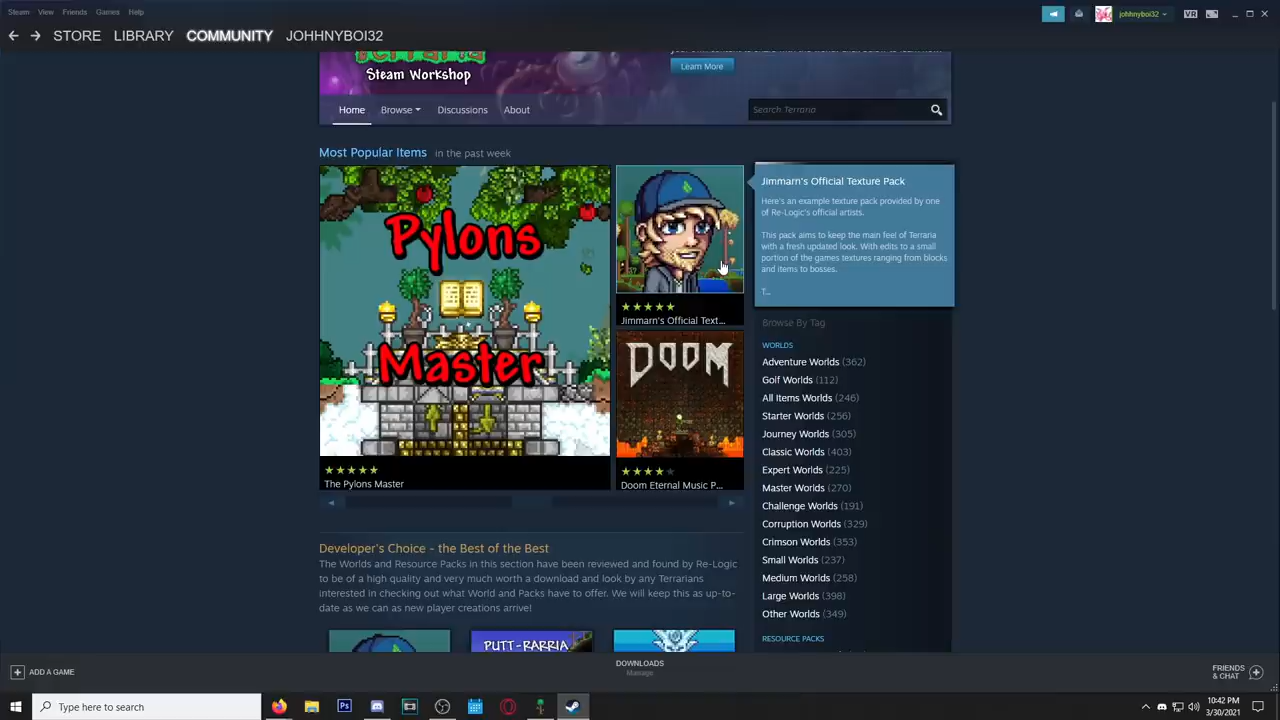 Steam View Friends Games Help
johhnyboi32
VR
STORE LIBRARY COMMUNITY JOHHNYBOI32
Terraria
Steam Workshop
Learn More
Home Browse Discussions About
Search Terraria
Most Popular Items in the past week
Pylons
Master
The Pylons Master
Jimmarn's Official Text...
DOOM
Doom Eternal Music P...
Jimmarn's Official Texture Pack
Here's an example texture pack provided by one
of Re-Logic's official artists.
This pack aims to keep the main feel of Terraria
with a fresh updated look. With edits to a small
portion of the games textures ranging from blocks
and items to bosses.
T...
Browse By Tag
WORLDS
Adventure Worlds (362)
Golf Worlds (112)
All Items Worlds (246)
Starter Worlds (256)
Journey Worlds (305)
Classic Worlds (403)
Expert Worlds (225)
Master Worlds (270)
Challenge Worlds (191)
Corruption Worlds (329)
Crimson Worlds (353)
Small Worlds (237)
Medium Worlds (258)
Large Worlds (398)
Other Worlds (349)
RESOURCE PACKS
Developer's Choice - the Best of the Best
The Worlds and Resource Packs in this section have been reviewed and found by Re-Logic
to be of a high quality and very much worth a download and look by any Terrarians
interested in checking out what World and Packs have to offer. We will keep this as up-to-
date as we can as new player creations arrive!
PUTT-RARRIA
ADD A GAME
DOWNLOADS
Manage
FRIENDS
& CHAT
Type here to search
Ps
10:42 PM
3/30/2021